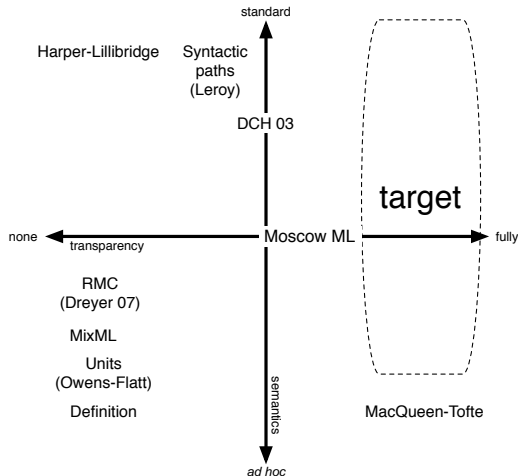 standard
Harper-Lillibridge
Syntactic
paths
(Leroy)
DCH 03
target
none
transparency
Moscow ML
fully
RMC
(Dreyer 07)
MixML
Units
(Owens-Flatt)
Definition
semantics
MacQueen-Tofte
ad hoc